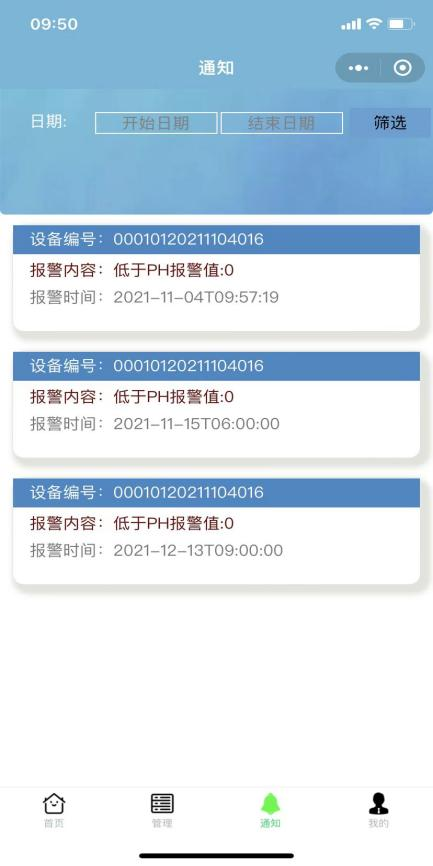 09:50
通知
日期:
开始日期
结束日期
筛选
设备编号：00010120211104016
报警内容：低于PH报警值:0
报警时间：2021-11-04T09:57:19
设备编号：00010120211104016
报警内容：低于PH报警值:0
报警时间：2021-11-15T06:00:00
设备编号：00010120211104016
报警内容：低于PH报警值:0
报警时间：2021-12-13T09:00:00
首页
管理
通知
我的